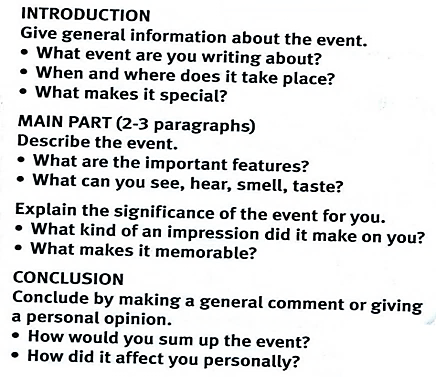 INTRODUCTION
Give general information about the event.
• What event are you writing about?
• When and where does it take place?
• What makes it special?
MAIN PART (2-3 paragraphs)
Describe the event.
• What are the important features?
• What can you see, hear, smell, taste?
Explain the significance of the event for you.
• What kind of an impression did it make on you?
• What makes it memorable?
CONCLUSION
Conclude by making a general comment or giving
a personal opinion.
• How would you sum up the event?
• How did it affect you personally?